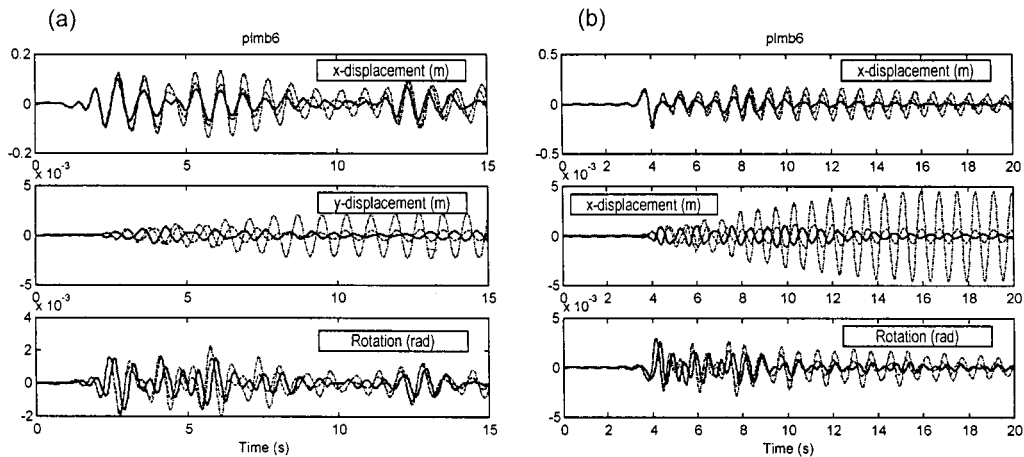 (a)
plmb6
x-displacement (m)
0.2
0
-0.2
0 5 10 15
x 10⁻³
y-displacement (m)
5
0
-5
0 5 10 15
x 10⁻³
Rotation (rad)
4
2
0
-2
0 5 10 15
Time (s)
(b)
plmb6
x-displacement (m)
0.5
0
-0.5
0 2 4 6 8 10 12 14 16 18 20
x 10⁻³
x-displacement (m)
5
0
-5
0 2 4 6 8 10 12 14 16 18 20
x 10⁻³
Rotation (rad)
5
0
-5
0 2 4 6 8 10 12 14 16 18 20
Time (s)